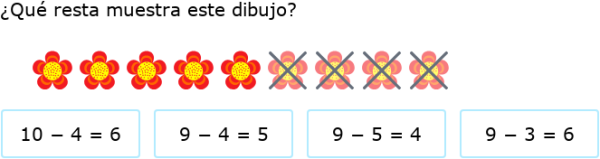 ¿Qué resta muestra este dibujo?
10 − 4 = 6
9 − 4 = 5
9 − 5 = 4
9 − 3 = 6